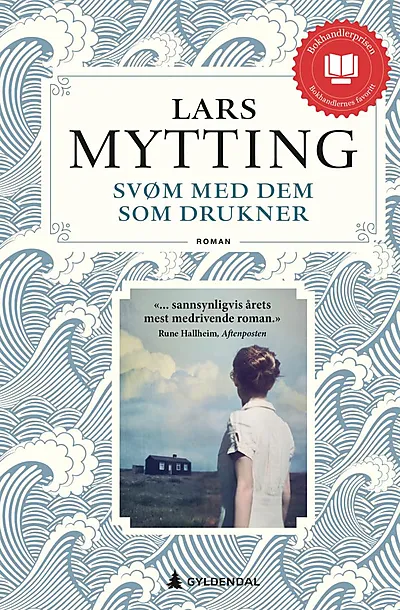 Bokhandlerprisen
Bokhandlernes favoritt
LARS
MYTTING
SVØM MED DEM
SOM DRUKNER
ROMAN
«... sannsynligvis årets
mest medrivende roman.»
Rune Hallheim, Aftenposten
GYLDENDAL